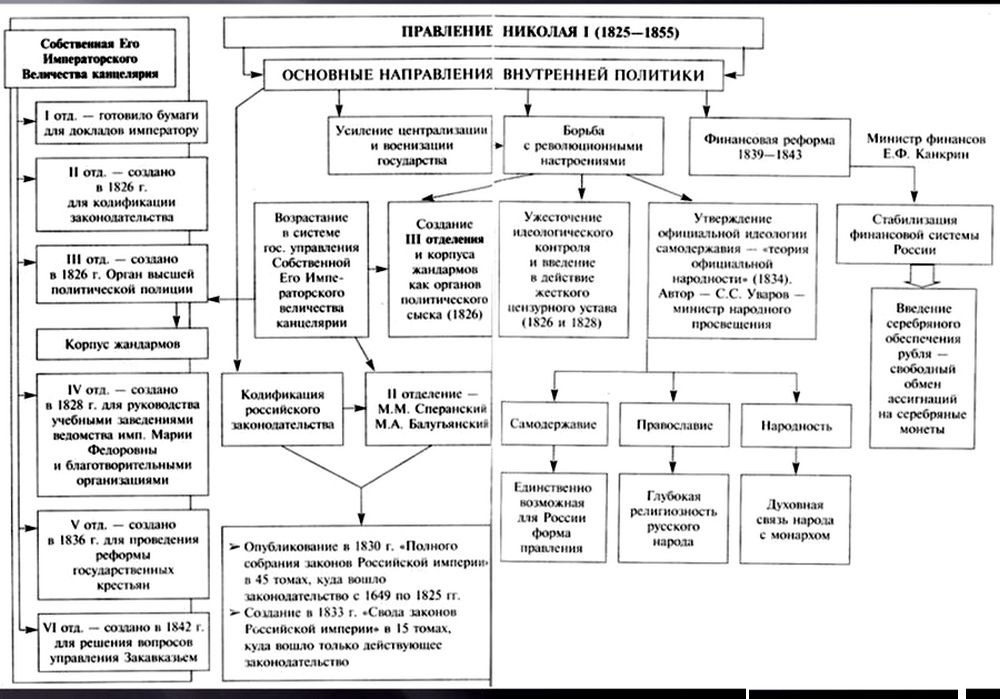 ПРАВЛЕНИЕ НИКОЛАЯ I (1825—1855)
ОСНОВНЫЕ НАПРАВЛЕНИЯ ВНУТРЕННЕЙ ПОЛИТИКИ
Собственная Его
Императорского
Величества канцелярия
I отд. — готовило бумаги
для докладов императору
II отд. — создано
в 1826 г.
для кодификации
законодательства
III отд. — создано
в 1826 г. Орган высшей
политической полиции
Корпус жандармов
IV отд. — создано
в 1828 г. для руководства
учебными заведениями
ведомства имп. Марии
Федоровны
и благотворительными
организациями
V отд. — создано
в 1836 г. для проведения
реформы
государственных
крестьян
VI отд. — создано в 1842 г.
для решения вопросов
управления Закавказьем
Усиление централизации
и военизации
государства
Борьба
с революционными
настроениями
Финансовая реформа
1839—1843
Министр финансов
Е.Ф. Канкрин
Возрастание
в системе
гос. управления
Собственной
Его Импе-
раторского
величества
канцелярии
Создание
III отделения
и корпуса
жандармов
как органов
политического
сыска (1826)
Ужесточение
идеологического
контроля
и введение
в действие
жесткого
цензурного устава
(1826 и 1828)
Утверждение
официальной идеологии
самодержавия — «теория
официальной
народности» (1834).
Автор — С.С. Уваров —
министр народного
просвещения
Стабилизация
финансовой системы
России
Введение
серебряного
обеспечения
рубля —
свободный
обмен
ассигнаций
на серебряные
монеты
Кодификация
российского
законодательства
II отделение —
М.М. Сперанский
М.А. Балугьянский
Самодержавие
Православие
Народность
Единственно
возможная
для России
форма
правления
Глубокая
религиозность
русского
народа
Духовная
связь народа
с монархом
➢ Опубликование в 1830 г. «Полного
собрания законов Российской империи»
в 45 томах, куда вошло
законодательство с 1649 по 1825 гг.
➢ Создание в 1833 г. «Свода законов
Российской империи» в 15 томах,
куда вошло только действующее
законодательство